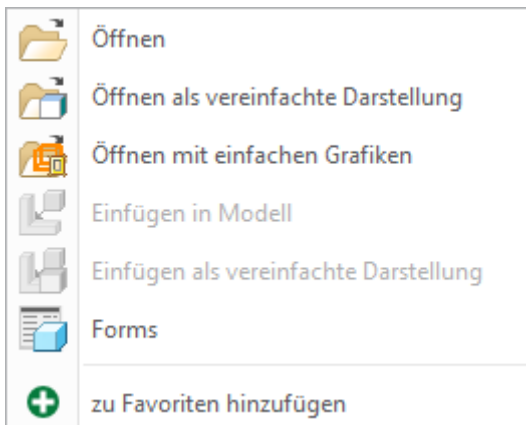 Öffnen
Öffnen als vereinfachte Darstellung
Öffnen mit einfachen Grafiken
Einfügen in Modell
Einfügen als vereinfachte Darstellung
Forms
zu Favoriten hinzufügen